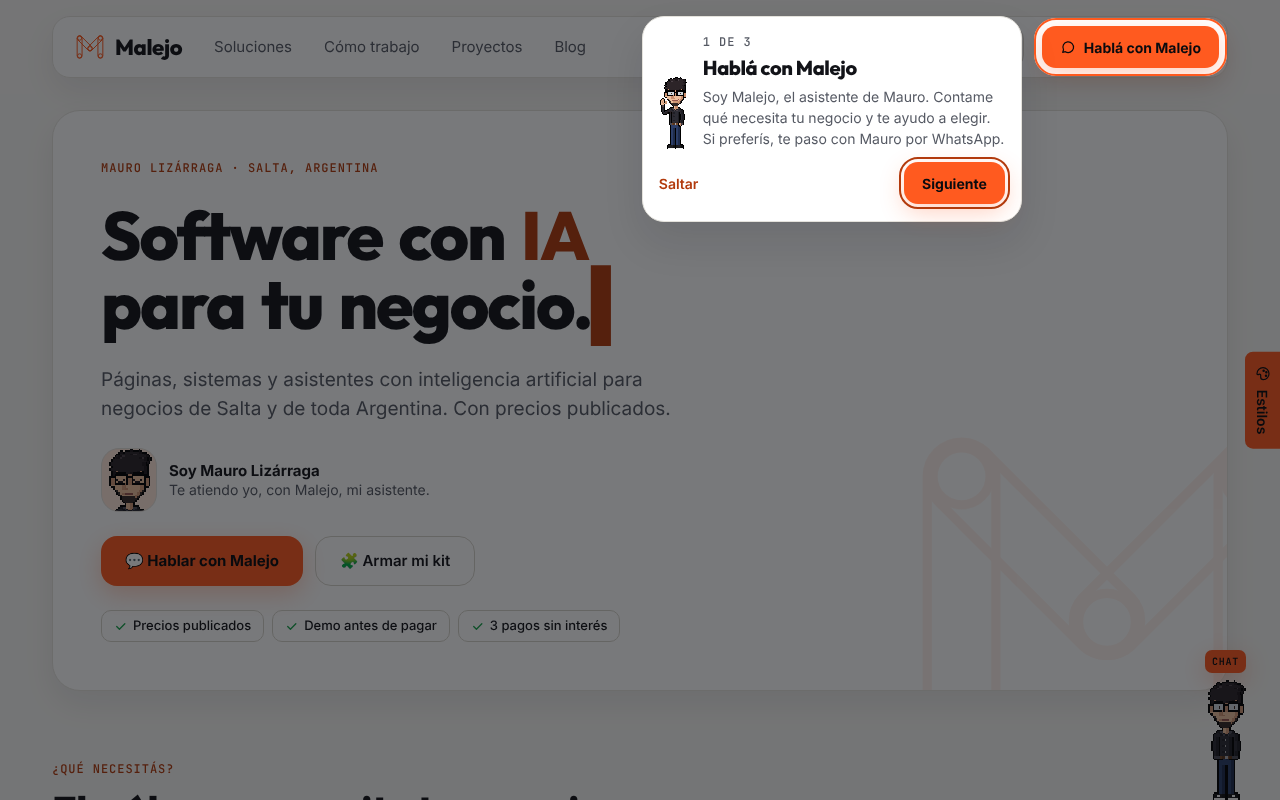 Malejo
Soluciones
Cómo trabajo
Proyectos
Blog
Hablá con Malejo
1 DE 3
Hablá con Malejo
Soy Malejo, el asistente de Mauro. Contame
qué necesita tu negocio y te ayudo a elegir.
Si preferís, te paso con Mauro por WhatsApp.
Saltar
Siguiente
MAURO LIZÁRRAGA · SALTA, ARGENTINA
Software con IA
para tu negocio.
Páginas, sistemas y asistentes con inteligencia artificial para
negocios de Salta y de toda Argentina. Con precios publicados.
Soy Mauro Lizárraga
Te atiendo yo, con Malejo, mi asistente.
💬 Hablar con Malejo
🧩 Armar mi kit
✓ Precios publicados
✓ Demo antes de pagar
✓ 3 pagos sin interés
Estilos
CHAT
¿QUÉ NECESITÁS?